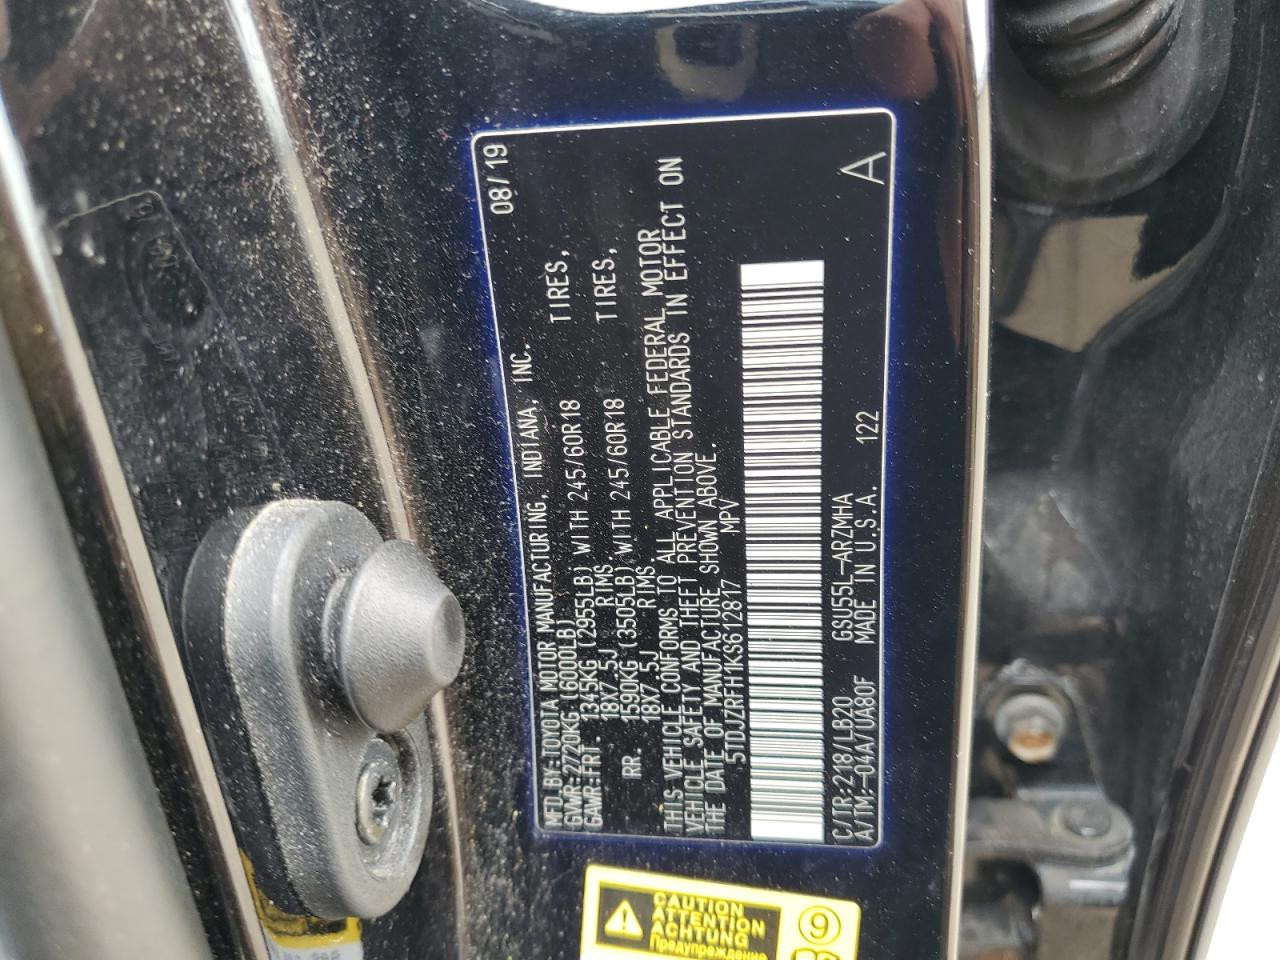 MFD.BY:TOYOTA MOTOR MANUFACTURING, INDIANA, INC. 08/19
GVWR:2720KG(6000LB)
GAWR:FRT. 1345KG(2955LB)WITH 245/60R18 TIRES,
18X7.5J RIMS.
RR. 1590KG(3505LB)WITH 245/60R18 TIRES,
18X7.5J RIMS
THIS VEHICLE CONFORMS TO ALL APPLICABLE FEDERAL MOTOR
VEHICLE SAFETY AND THEFT PREVENTION STANDARDS IN EFFECT ON
THE DATE OF MANUFACTURE SHOWN ABOVE.
5TDJZRFH1KS612817 MPV
C/TR:218/LB20 GSU55L-ARZMHA A
A/TM:-04A/UA80F MADE IN U.S.A. 122
CAUTION
ATTENTION
ACHTUNG
Предупреждение
9